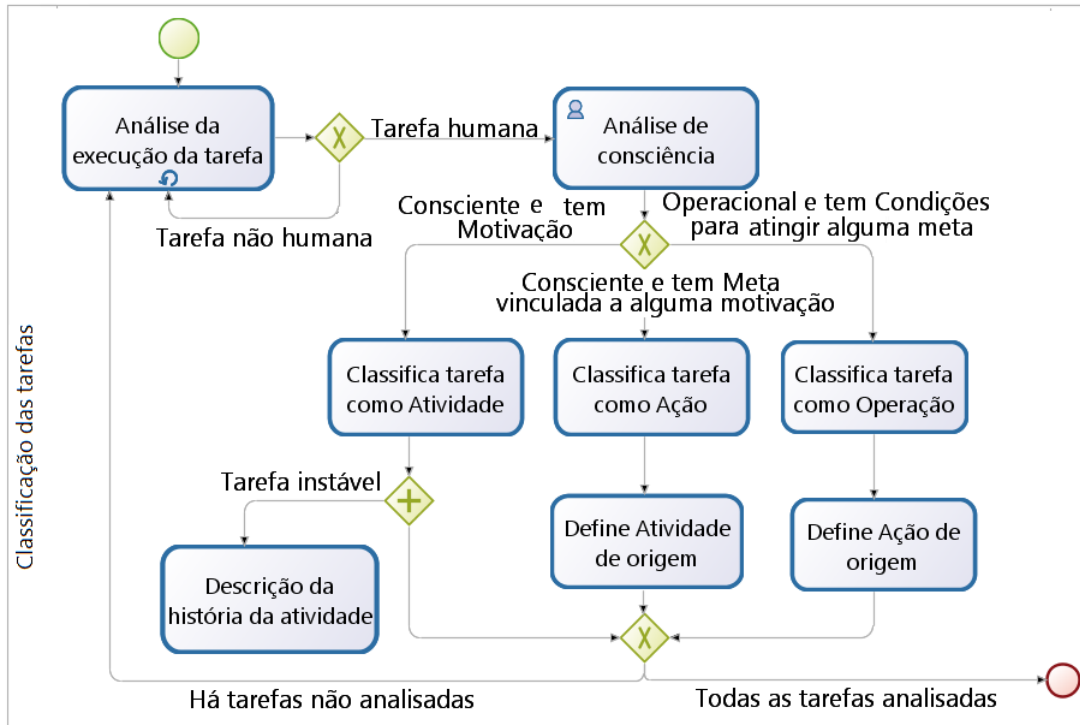 Classificação das tarefas
Análise da
execução da tarefa
Tarefa humana
Análise de
consciência
Tarefa não humana
Consciente e tem
Motivação
Operacional e tem Condições
para atingir alguma meta
Consciente e tem Meta
vinculada a alguma motivação
Classifica tarefa
como Atividade
Classifica tarefa
como Ação
Classifica tarefa
como Operação
Tarefa instável
Descrição da
história da atividade
Define Atividade
de origem
Define Ação de
origem
Há tarefas não analisadas
Todas as tarefas analisadas